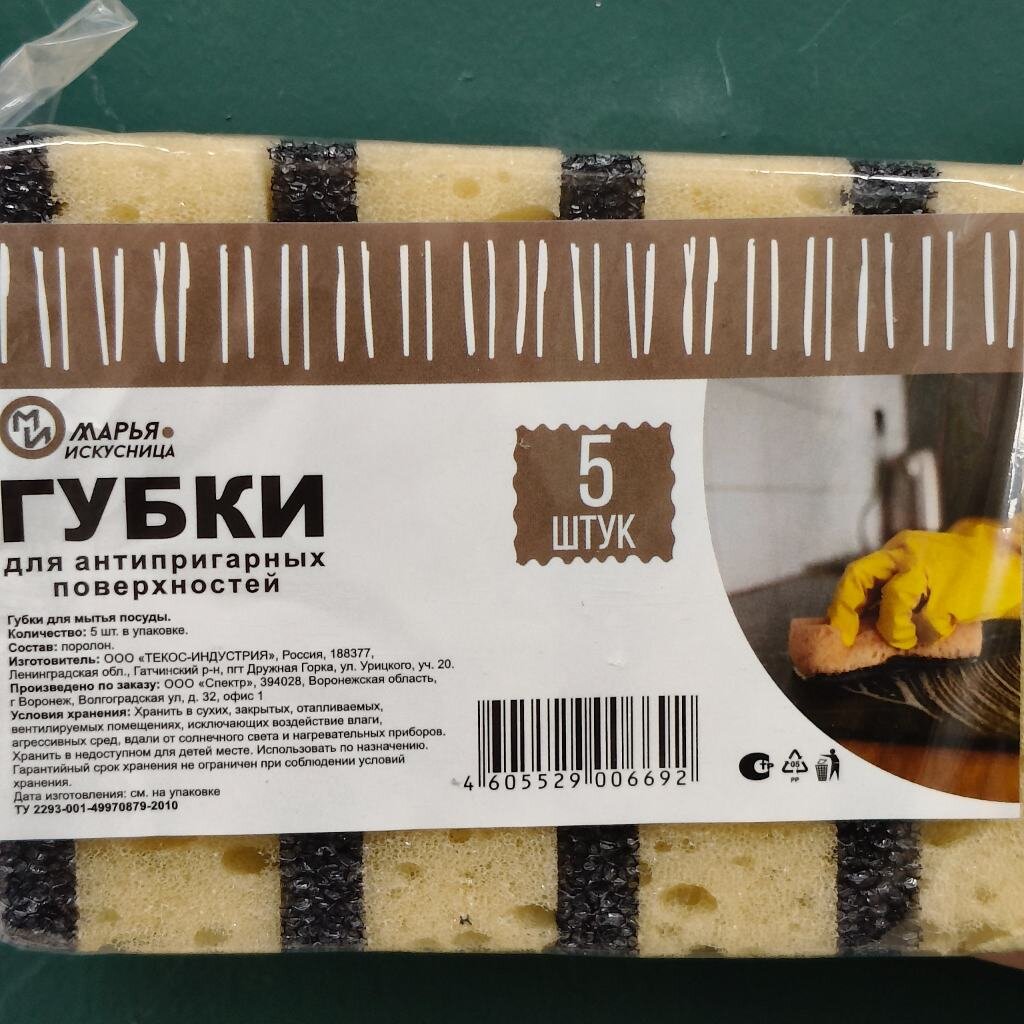 МИ
МАРЬЯ
ИСКУСНИЦА
ГУБКИ
для антипригарных
поверхностей
5
ШТУК
Губки для мытья посуды.
Количество: 5 шт. в упаковке.
Состав: поролон.
Изготовитель: ООО «ТЕКОС-ИНДУСТРИЯ», Россия, 188377,
Ленинградская обл., Гатчинский р-н, пгт Дружная Горка, ул. Урицкого, уч. 20.
Произведено по заказу: ООО «Спектр», 394028, Воронежская область,
г Воронеж, Волгоградская ул, д. 32, офис 1
Условия хранения: Хранить в сухих, закрытых, отапливаемых,
вентилируемых помещениях, исключающих воздействие влаги,
агрессивных сред, вдали от солнечного света и нагревательных приборов.
Хранить в недоступном для детей месте. Использовать по назначению.
Гарантийный срок хранения не ограничен при соблюдении условий
хранения.
Дата изготовления: см. на упаковке
ТУ 2293-001-49970879-2010
4 605529 006692
05
PP